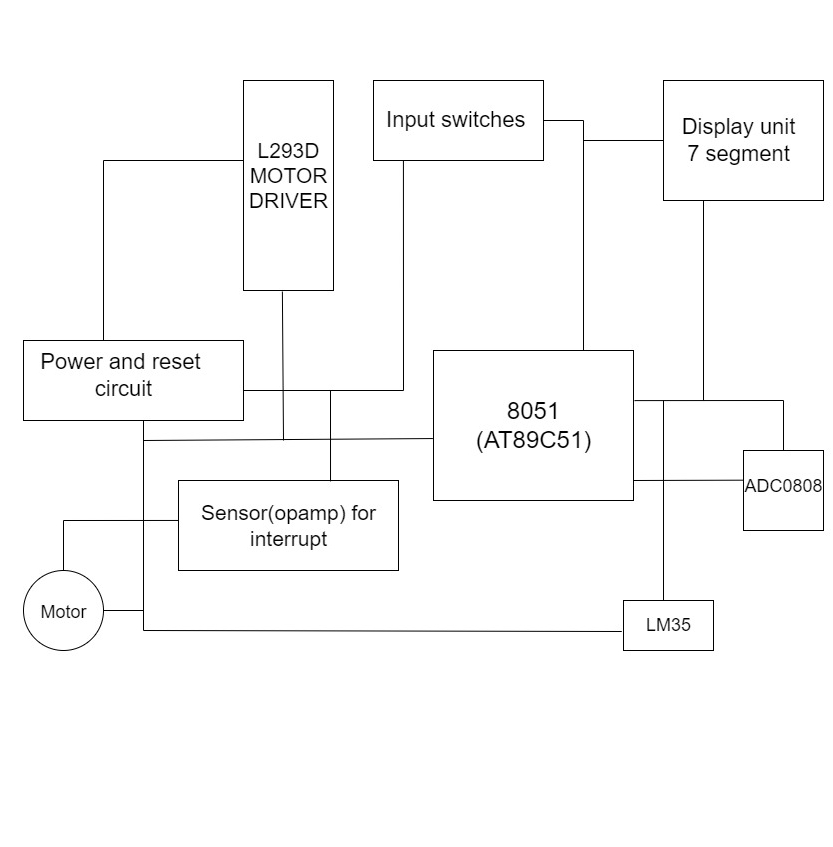 L293D
MOTOR
DRIVER
Input switches
Display unit
7 segment
Power and reset
circuit
8051
(AT89C51)
ADC0808
Sensor(opamp) for
interrupt
Motor
LM35